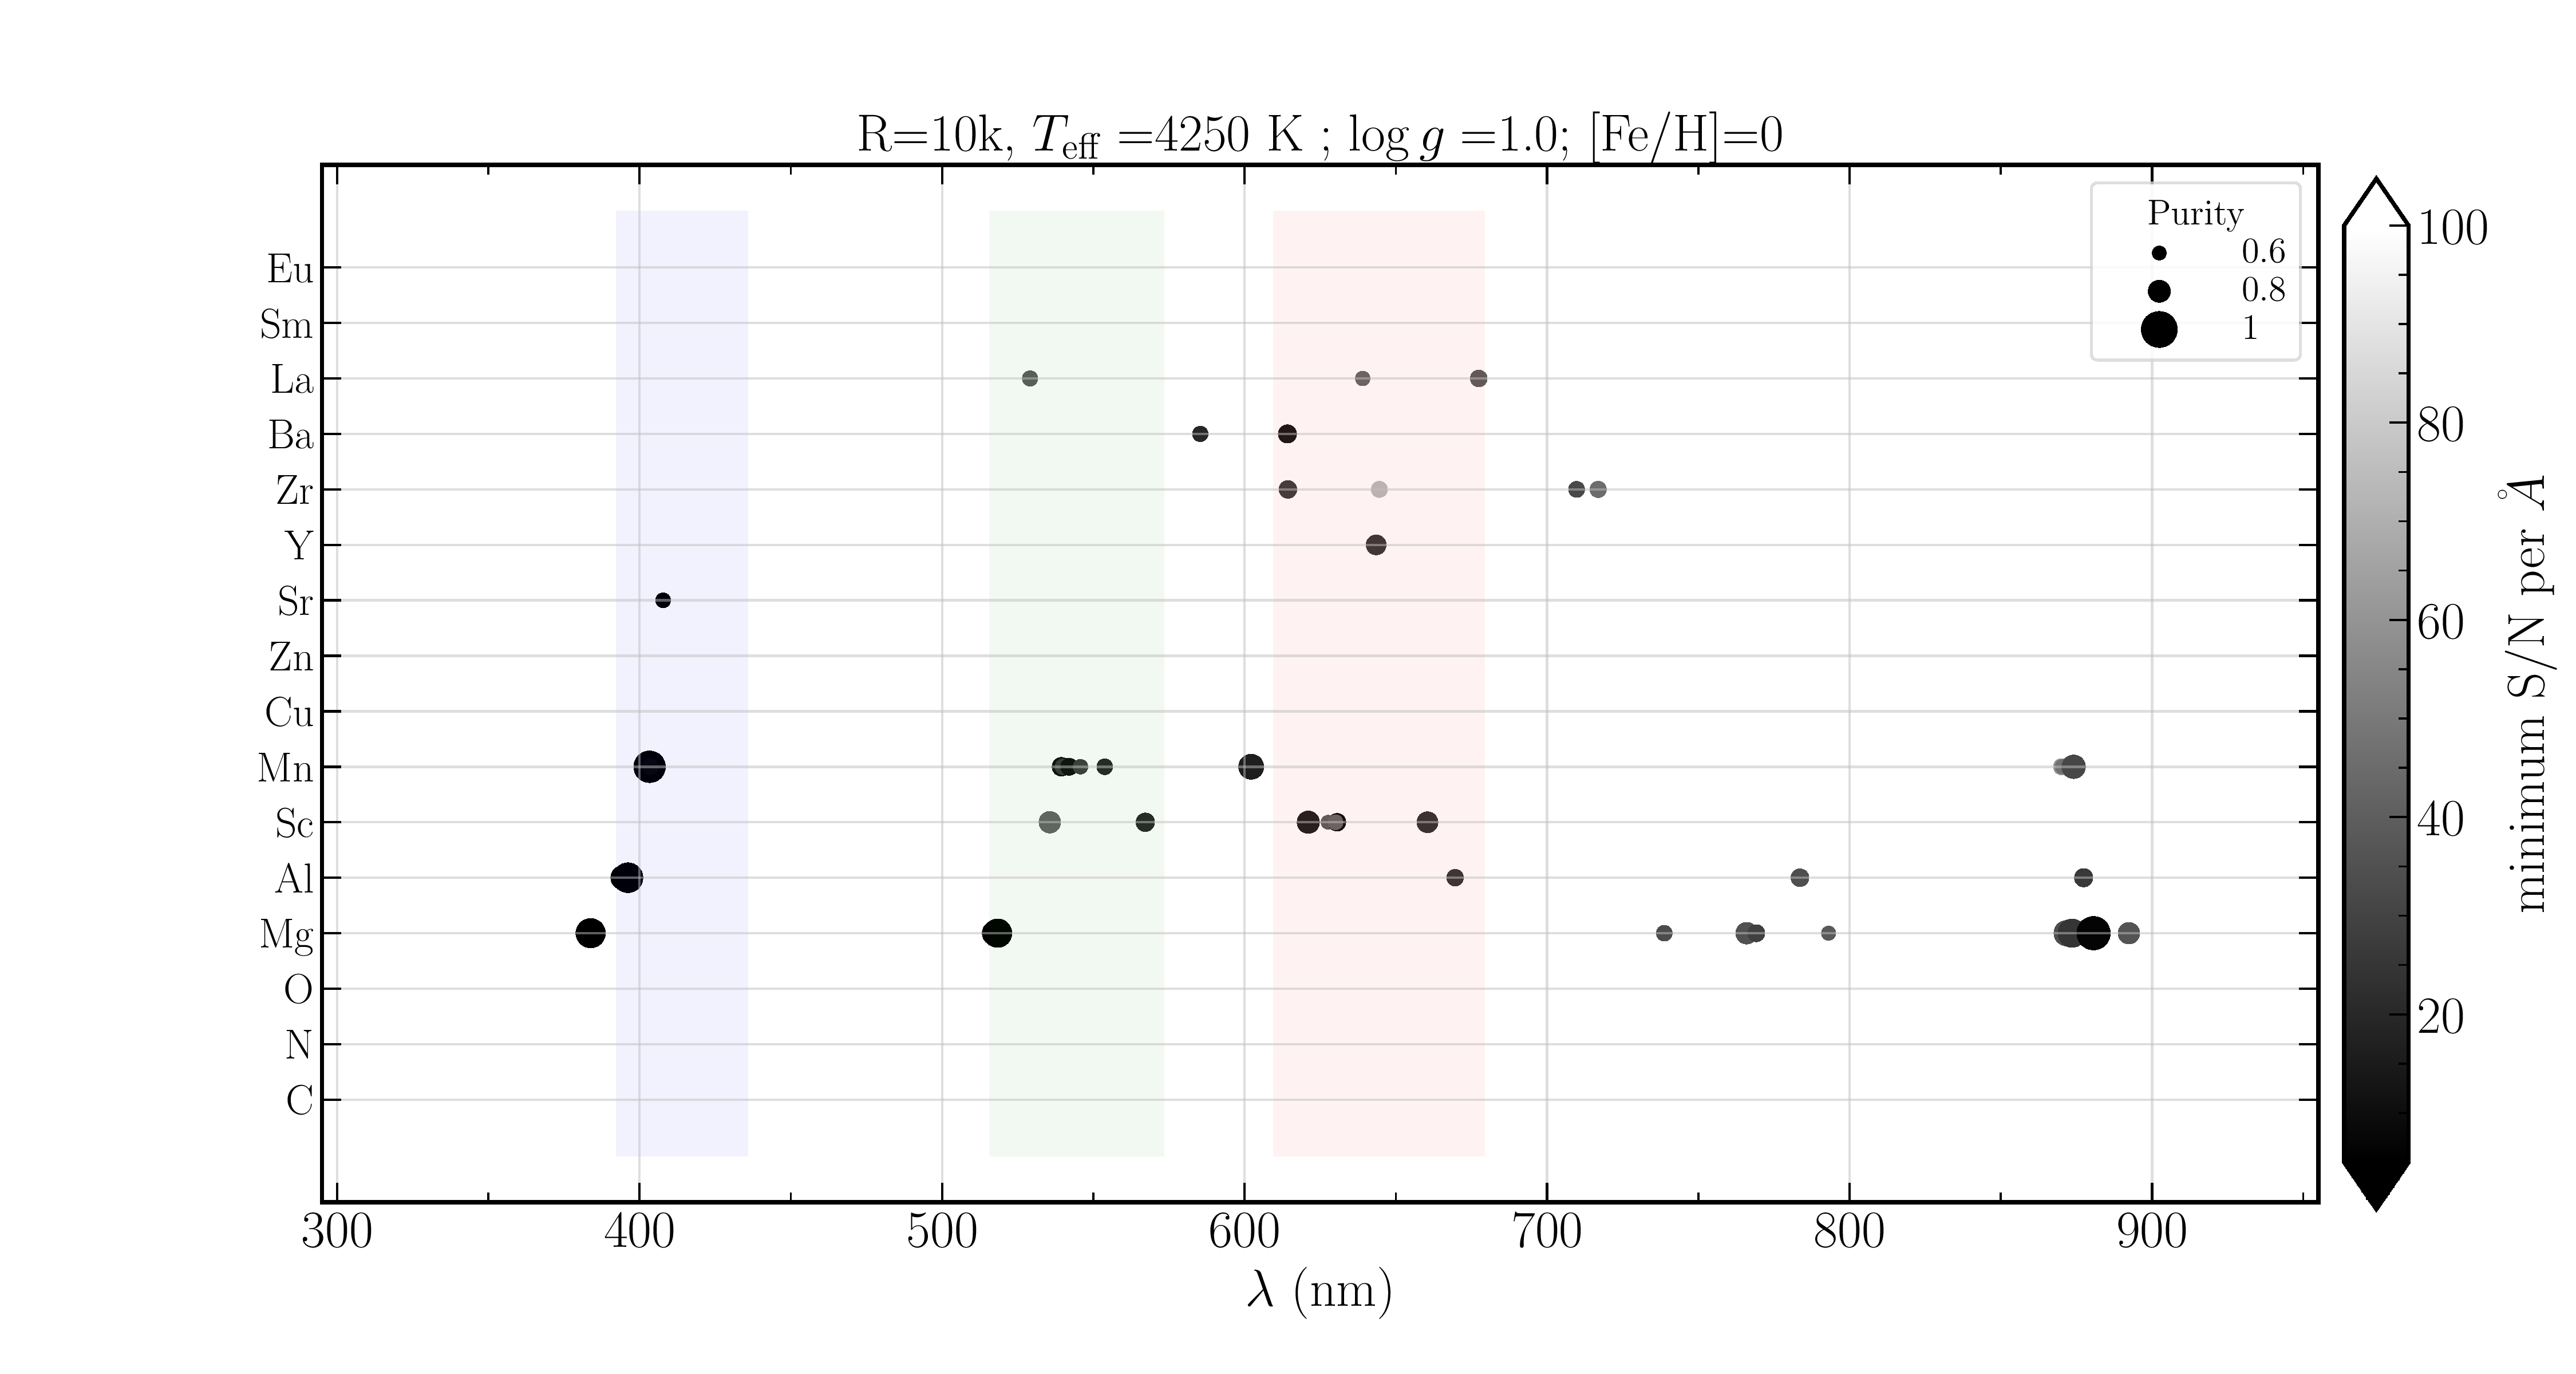 R=10k, T_eff =4250 K ; log g =1.0; [Fe/H]=0
Purity
0.6
0.8
1
Eu
Sm
La
Ba
Zr
Y
Sr
Zn
Cu
Mn
Sc
Al
Mg
O
N
C
300 400 500 600 700 800 900
λ (nm)
100
80
60
40
20
minimum S/N per Å